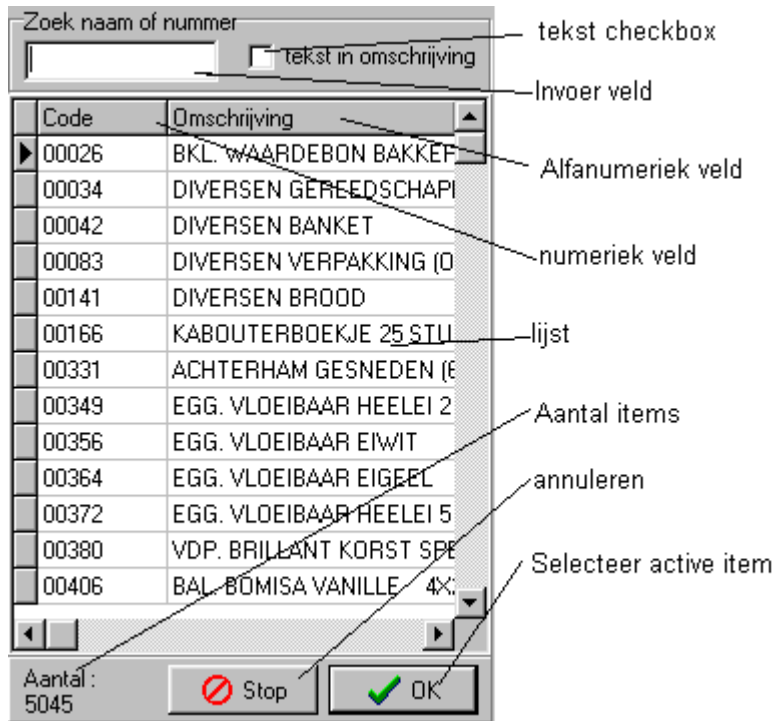 Zoek naam of nummer
tekst in omschrijving
tekst checkbox
Invoer veld
Code Omschrijving
Alfanumeriek veld
00026 BKL. WAARDEBON BAKKER
00034 DIVERSEN GEREEDSCHAP
00042 DIVERSEN BANKET
00083 DIVERSEN VERPAKKING (O
numeriek veld
00141 DIVERSEN BROOD
00166 KABOUTERBOEKJE 25 STU
lijst
00331 ACHTERHAM GESNEDEN (
00349 EGG. VLOEIBAAR HEELEI 2
Aantal items
00356 EGG. VLOEIBAAR EIWIT
00364 EGG. VLOEIBAAR EIGEEL
annuleren
00372 EGG. VLOEIBAAR HEELEI 5
00380 VDP. BRILLANT KORST SPE
Selecteer active item
00406 BAL. BOMISA VANILLE 4X
Aantal :
5045
Stop
OK